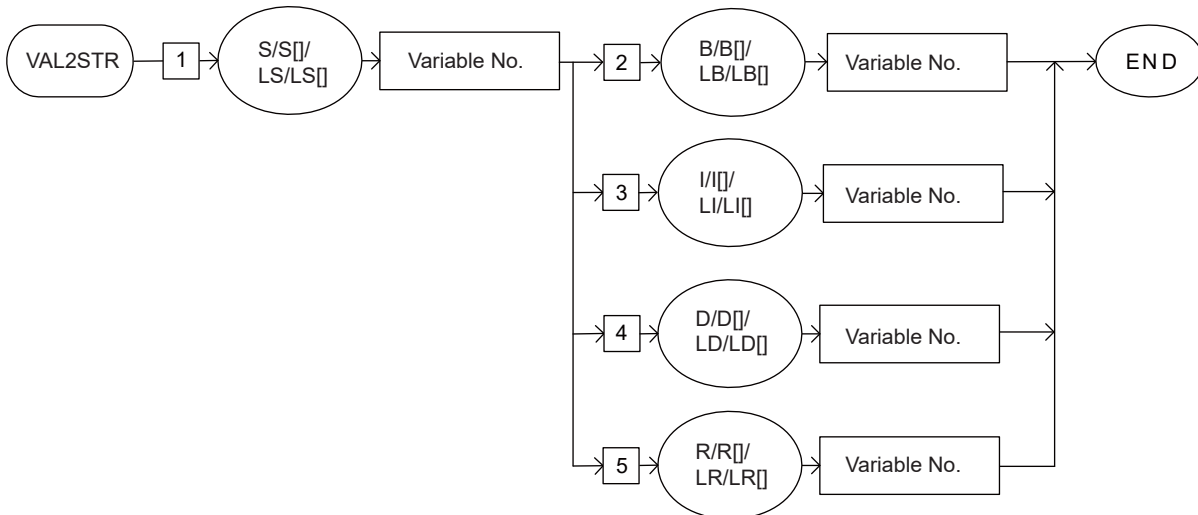 VAL2STR
1
S/S[]/
LS/LS[]
Variable No.
2
B/B[]/
LB/LB[]
Variable No.
END
3
I/I[]/
LI/LI[]
Variable No.
4
D/D[]/
LD/LD[]
Variable No.
5
R/R[]/
LR/LR[]
Variable No.